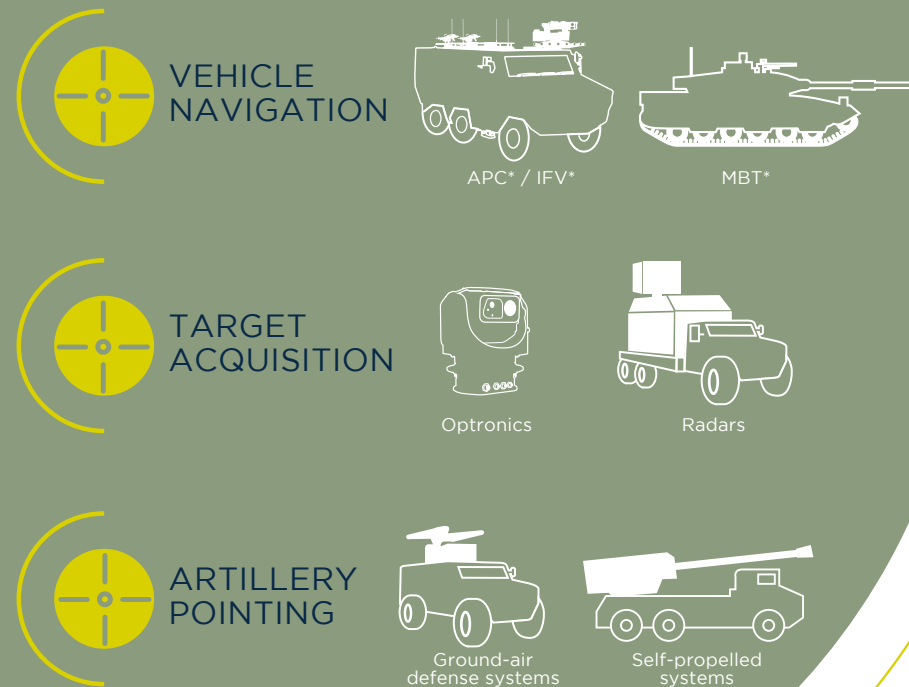 VEHICLE
NAVIGATION
APC* / IFV*
MBT*
TARGET
ACQUISITION
Optronics
Radars
ARTILLERY
POINTING
Ground-air
defense systems
Self-propelled
systems